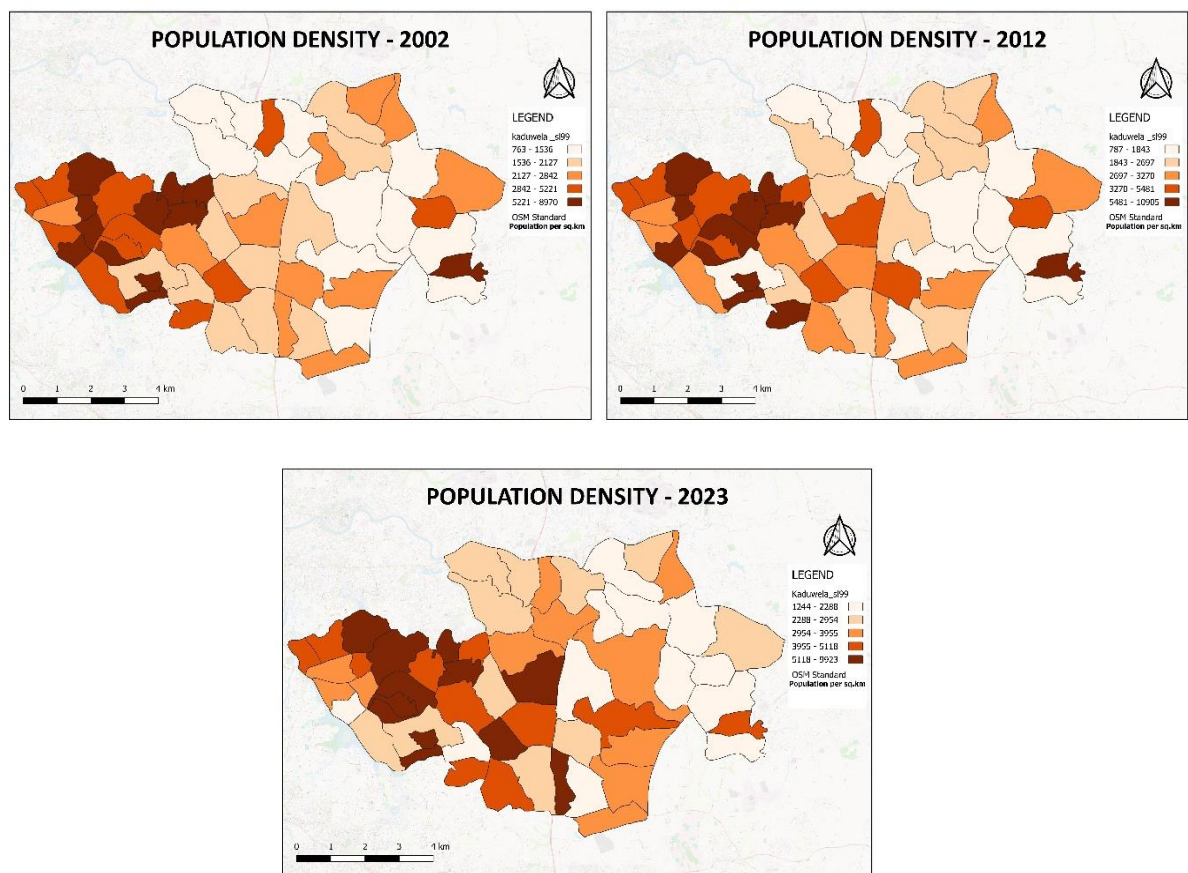 POPULATION DENSITY - 2002
LEGEND
kaduwela _sl99
763 - 1536
1536 - 2127
2127 - 2842
2842 - 5221
5221 - 8970
OSM Standard
Population per sq.km
0 1 2 3 4 km
POPULATION DENSITY - 2012
LEGEND
kaduwela _sl99
787 - 1843
1843 - 2697
2697 - 3270
3270 - 5481
5481 - 10905
OSM Standard
Population per sq.km
0 1 2 3 4 km
POPULATION DENSITY - 2023
LEGEND
Kaduwela_sl99
1244 - 2288
2288 - 2954
2954 - 3955
3955 - 5118
5118 - 9923
OSM Standard
Population per sq.km
0 1 2 3 4 km